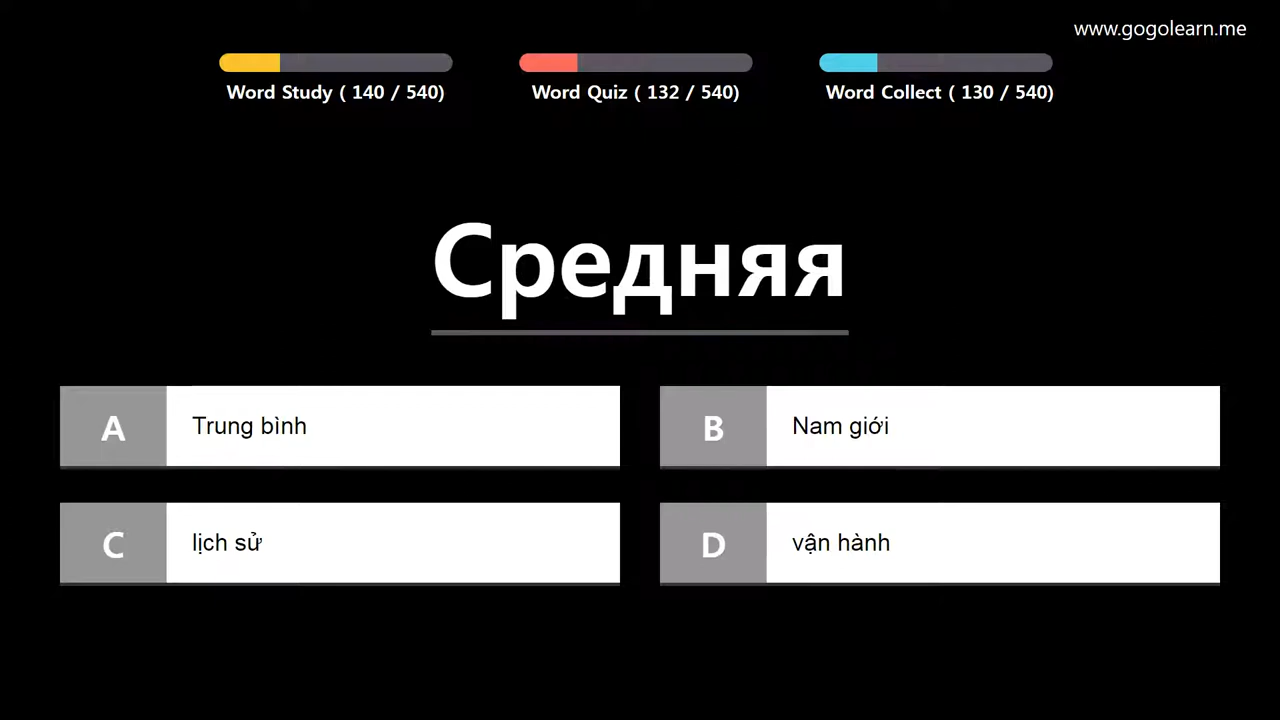 www.gogolearn.me
Word Study ( 140 / 540)
Word Quiz ( 132 / 540)
Word Collect ( 130 / 540)
Средняя
A Trung bình
B Nam giới
C lịch sử
D vận hành